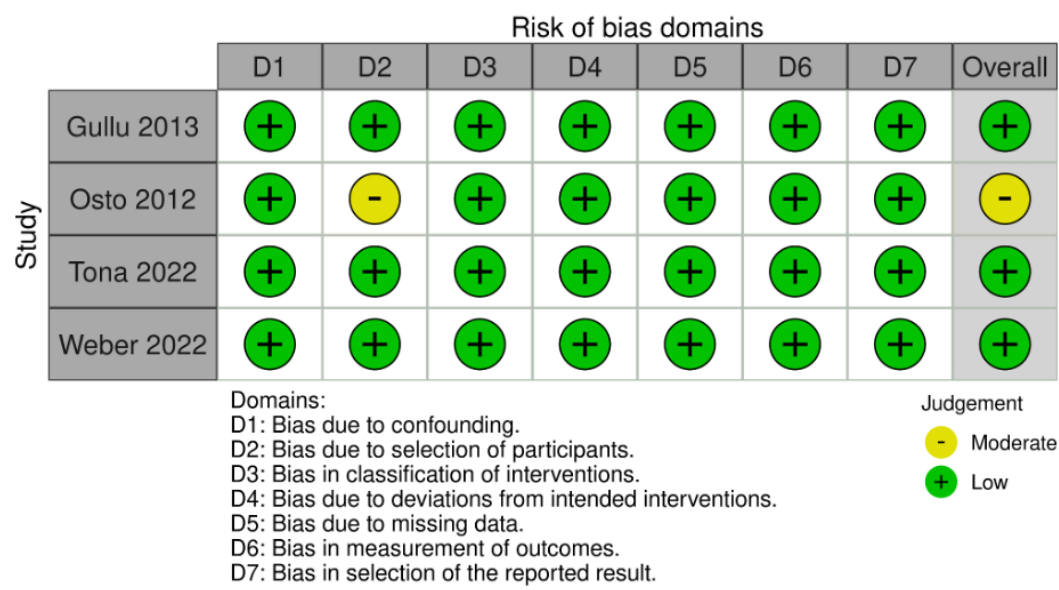 Risk of bias domains
D1 D2 D3 D4 D5 D6 D7 Overall
Study
Gullu 2013 + + + + + + + +
Osto 2012 + - + + + + + -
Tona 2022 + + + + + + + +
Weber 2022 + + + + + + + +
Domains:
D1: Bias due to confounding.
D2: Bias due to selection of participants.
D3: Bias in classification of interventions.
D4: Bias due to deviations from intended interventions.
D5: Bias due to missing data.
D6: Bias in measurement of outcomes.
D7: Bias in selection of the reported result.
Judgement
- Moderate
+ Low